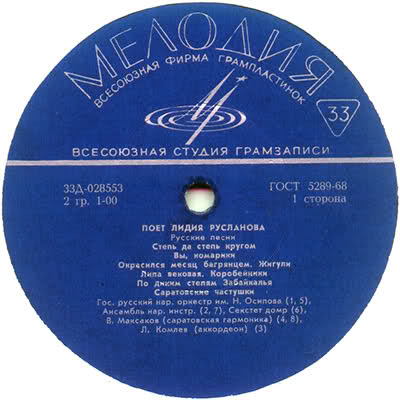 МЕЛОДИЯ
ВСЕСОЮЗНАЯ ФИРМА ГРАМПЛАСТИНОК
33
ВСЕСОЮЗНАЯ СТУДИЯ ГРАМЗАПИСИ
33Д-028553
2 гр. 1-00
ГОСТ 5289-68
1 сторона
ПОЕТ ЛИДИЯ РУСЛАНОВА
Русские песни
Степь да степь кругом
Вы, комарики
Окрасился месяц багрянцем. Жигули
Липа вековая. Коробейники
По диким степям Забайкалья
Саратовские частушки
Гос. русский нар. оркестр им. Н. Осипова (1, 5),
Ансамбль нар. инстр. (2, 7), Секстет домр (6)
В. Максаков (саратовская гармоника) (4, 8),
Л. Комлев (аккордеон) (3)